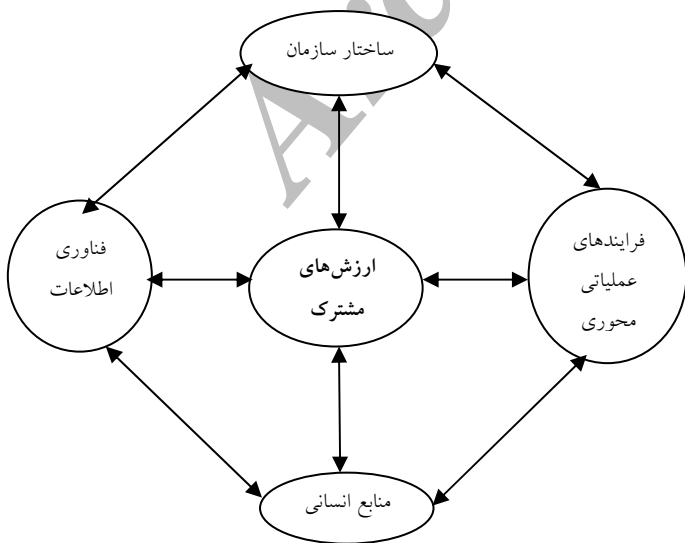 ساختار سازمان
فرایندهای
عملیاتی
محوری
ارزش‌های
مشترک
فناوری
اطلاعات
منابع انسانی